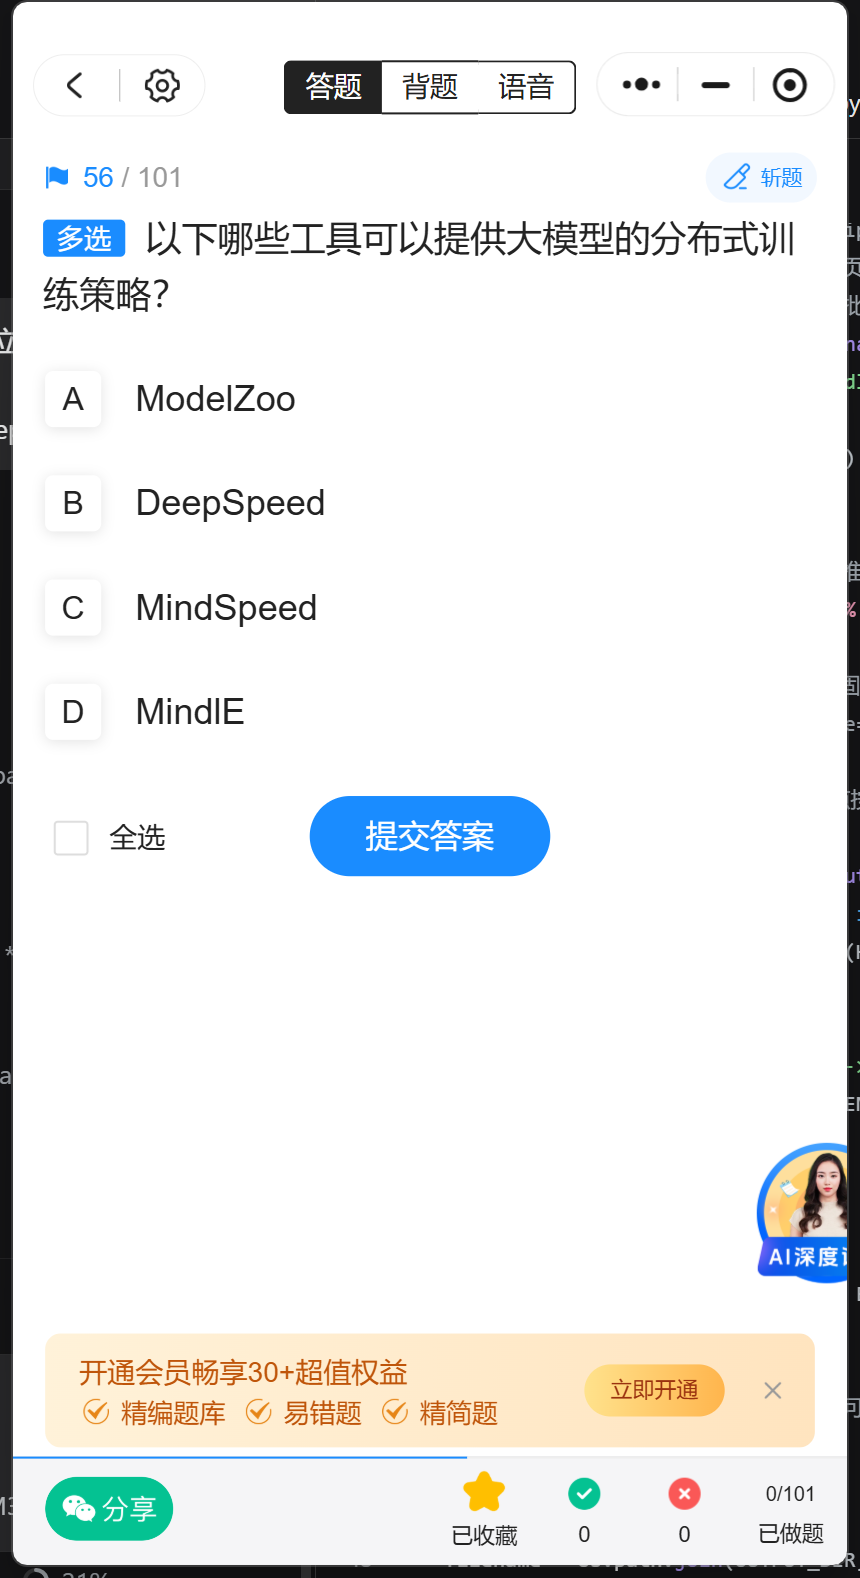 答题 背题 语音
56 / 101
斩题
多选 以下哪些工具可以提供大模型的分布式训
练策略？
A ModelZoo
B DeepSpeed
C MindSpeed
D MindIE
全选
提交答案
AI深度
开通会员畅享30+超值权益
精编题库 易错题 精简题
立即开通
分享
已收藏
0
0
0/101
已做题